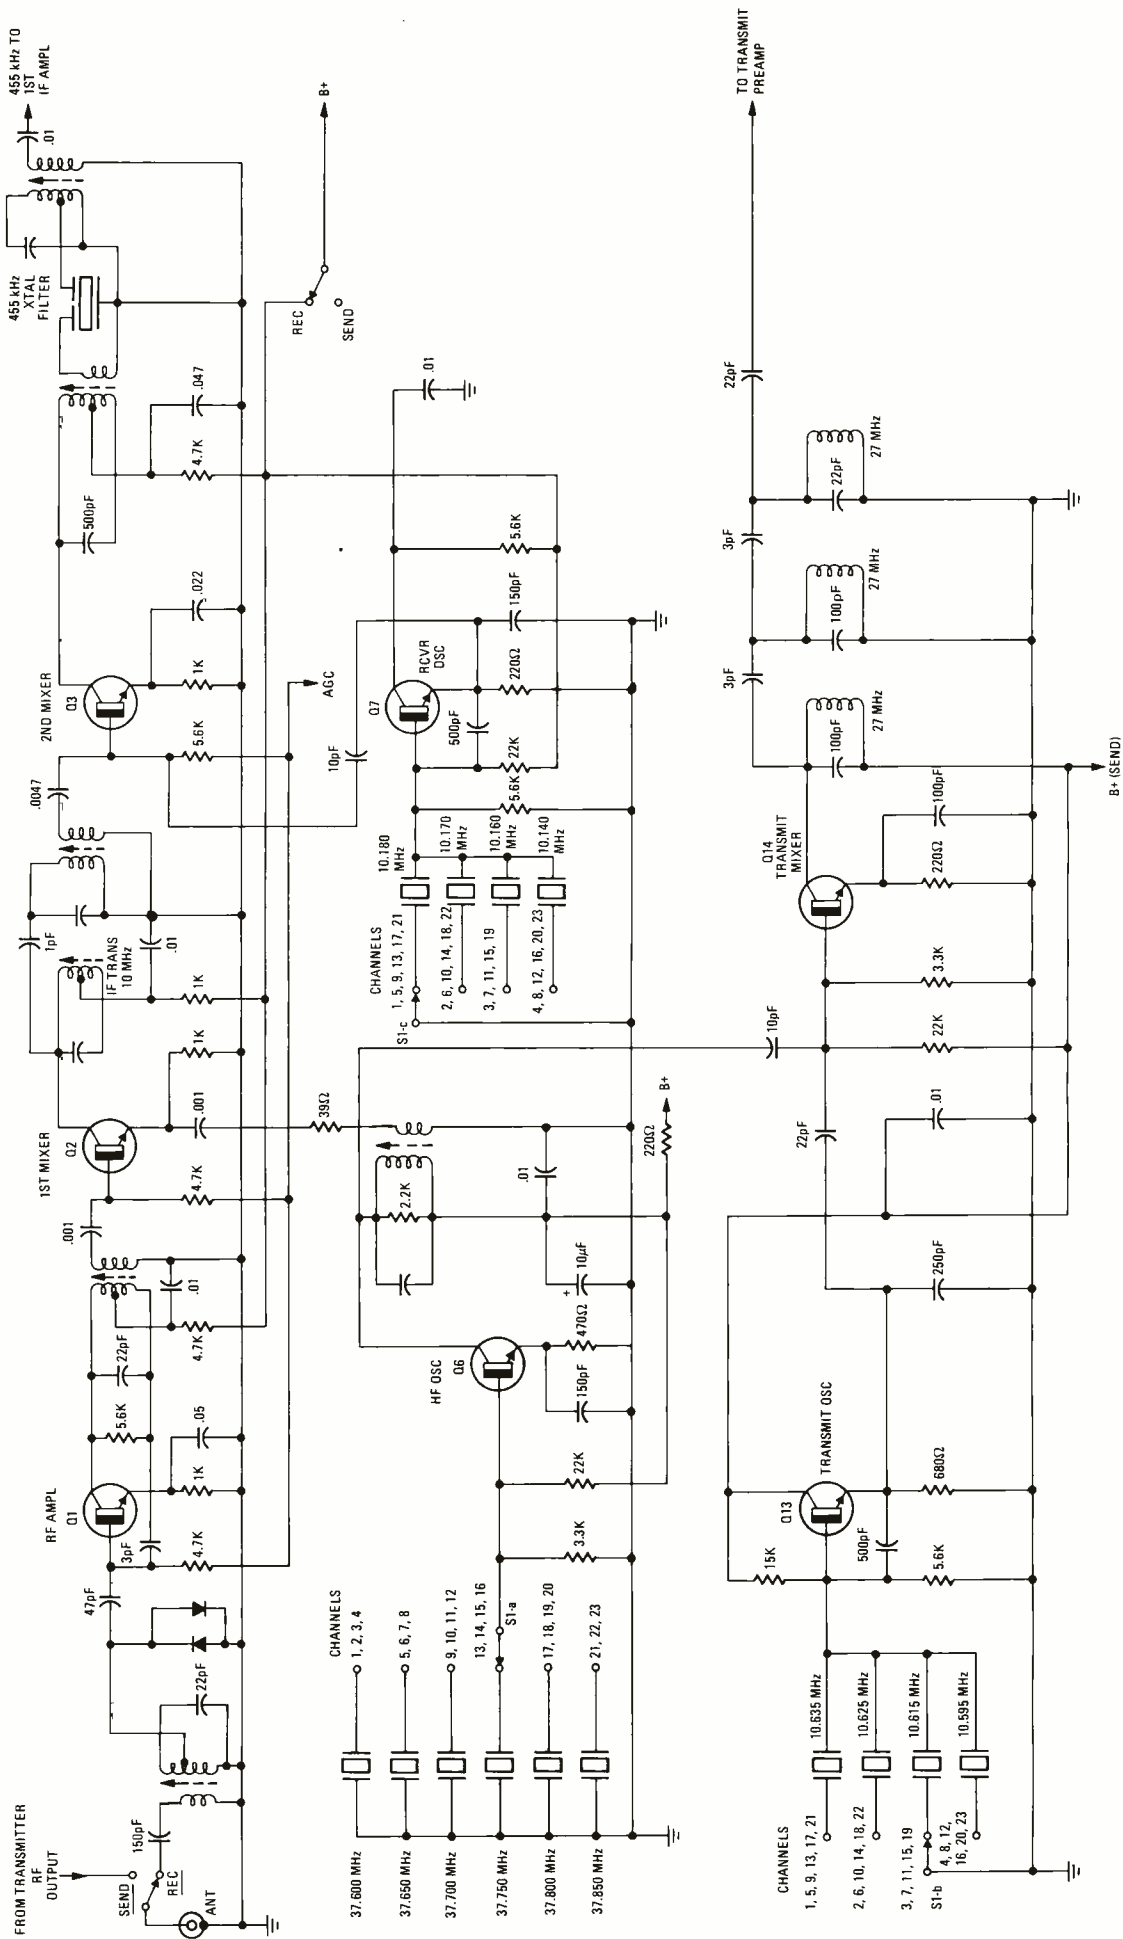 FROM TRANSMITTER
RF
OUTPUT
SEND
REC
ANT
150pF
22pF
47pF
3pF
4.7K
RF AMPL
Q1
1K
.05
5.6K
22pF
4.7K
.01
.001
1ST MIXER
Q2
4.7K
.001
1K
1K
IF TRANS
10 MHz
.01
1pF
.0047
2ND MIXER
Q3
5.6K
1K
.022
500pF
4.7K
.047
455 kHz
XTAL
FILTER
.01
455 kHz TO
1ST
IF AMPL
AGC
REC
SEND
B+
37.600 MHz
37.650 MHz
37.700 MHz
37.750 MHz
37.800 MHz
37.850 MHz
CHANNELS
1, 2, 3, 4
5, 6, 7, 8
9, 10, 11, 12
13, 14, 15, 16
17, 18, 19, 20
21, 22, 23
S1-a
3.3K
22K
HF OSC
Q6
150pF
470Ω
10µF
+
2.2K
.01
39Ω
220Ω
B+
S1-c
CHANNELS
1, 5, 9, 13, 17, 21
2, 6, 10, 14, 18, 22
3, 7, 11, 15, 19
4, 8, 12, 16, 20, 23
10.180
MHz
10.170
MHz
10.160
MHz
10.140
MHz
5.6K
22K
10pF
Q7
RCVR
OSC
500pF
220Ω
150pF
5.6K
.01
CHANNELS
1, 5, 9, 13, 17, 21
2, 6, 10, 14, 18, 22
3, 7, 11, 15, 19
4, 8, 12,
16, 20, 23
S1-b
10.635 MHz
10.625 MHz
10.615 MHz
10.595 MHz
15K
Q13
TRANSMIT OSC
500pF
5.6K
680Ω
250pF
22pF
.01
10pF
22K
3.3K
Q14
TRANSMIT
MIXER
220Ω
100pF
B+ (SEND)
100pF
27 MHz
3pF
100pF
27 MHz
3pF
22pF
27 MHz
22pF
TO TRANSMIT
PREAMP